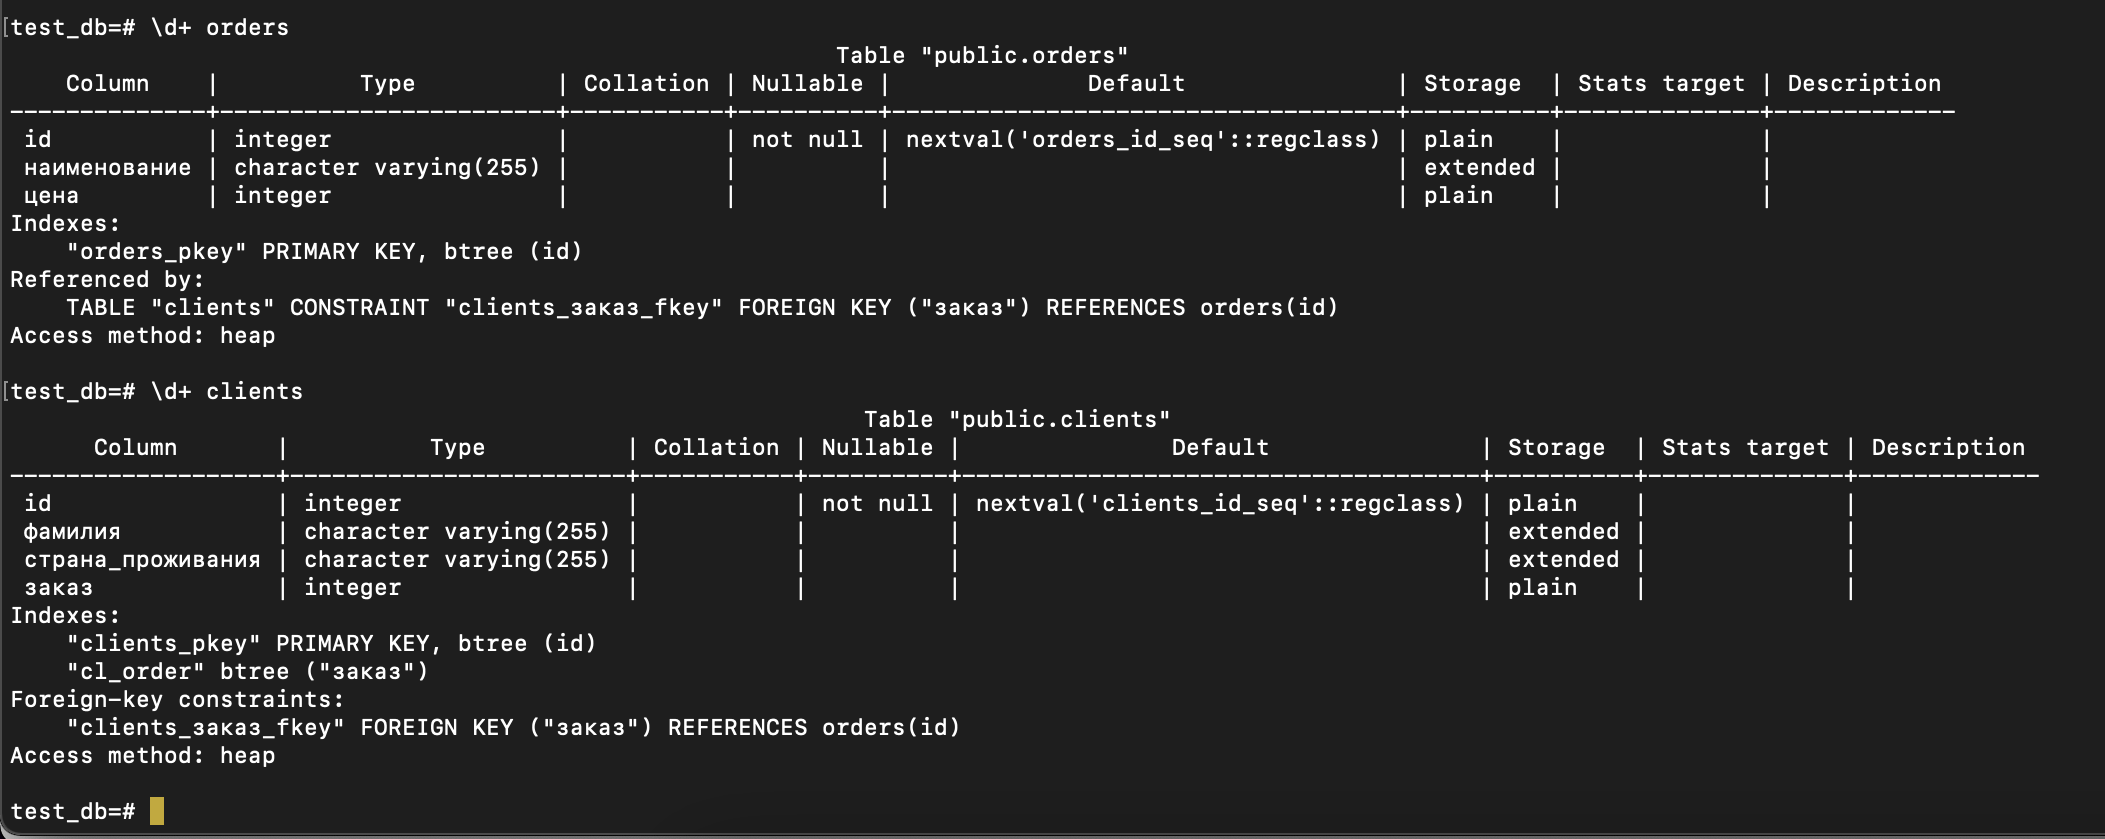 [test_db=# \d+ orders
                                                           Table "public.orders"
    Column    |          Type          | Collation | Nullable |              Default               | Storage  | Stats target | Description
--------------+------------------------+-----------+----------+------------------------------------+----------+--------------+-------------
 id           | integer                |           | not null | nextval('orders_id_seq'::regclass) | plain    |              |
 наименование | character varying(255) |           |          |                                    | extended |              |
 цена         | integer                |           |          |                                    | plain    |              |
Indexes:
    "orders_pkey" PRIMARY KEY, btree (id)
Referenced by:
    TABLE "clients" CONSTRAINT "clients_заказ_fkey" FOREIGN KEY ("заказ") REFERENCES orders(id)
Access method: heap
[test_db=# \d+ clients
                                                             Table "public.clients"
      Column       |          Type          | Collation | Nullable |               Default               | Storage  | Stats target | Description
-------------------+------------------------+-----------+----------+-------------------------------------+----------+--------------+-------------
 id                | integer                |           | not null | nextval('clients_id_seq'::regclass) | plain    |              |
 фамилия           | character varying(255) |           |          |                                     | extended |              |
 страна_проживания | character varying(255) |           |          |                                     | extended |              |
 заказ             | integer                |           |          |                                     | plain    |              |
Indexes:
    "clients_pkey" PRIMARY KEY, btree (id)
    "cl_order" btree ("заказ")
Foreign-key constraints:
    "clients_заказ_fkey" FOREIGN KEY ("заказ") REFERENCES orders(id)
Access method: heap
test_db=#